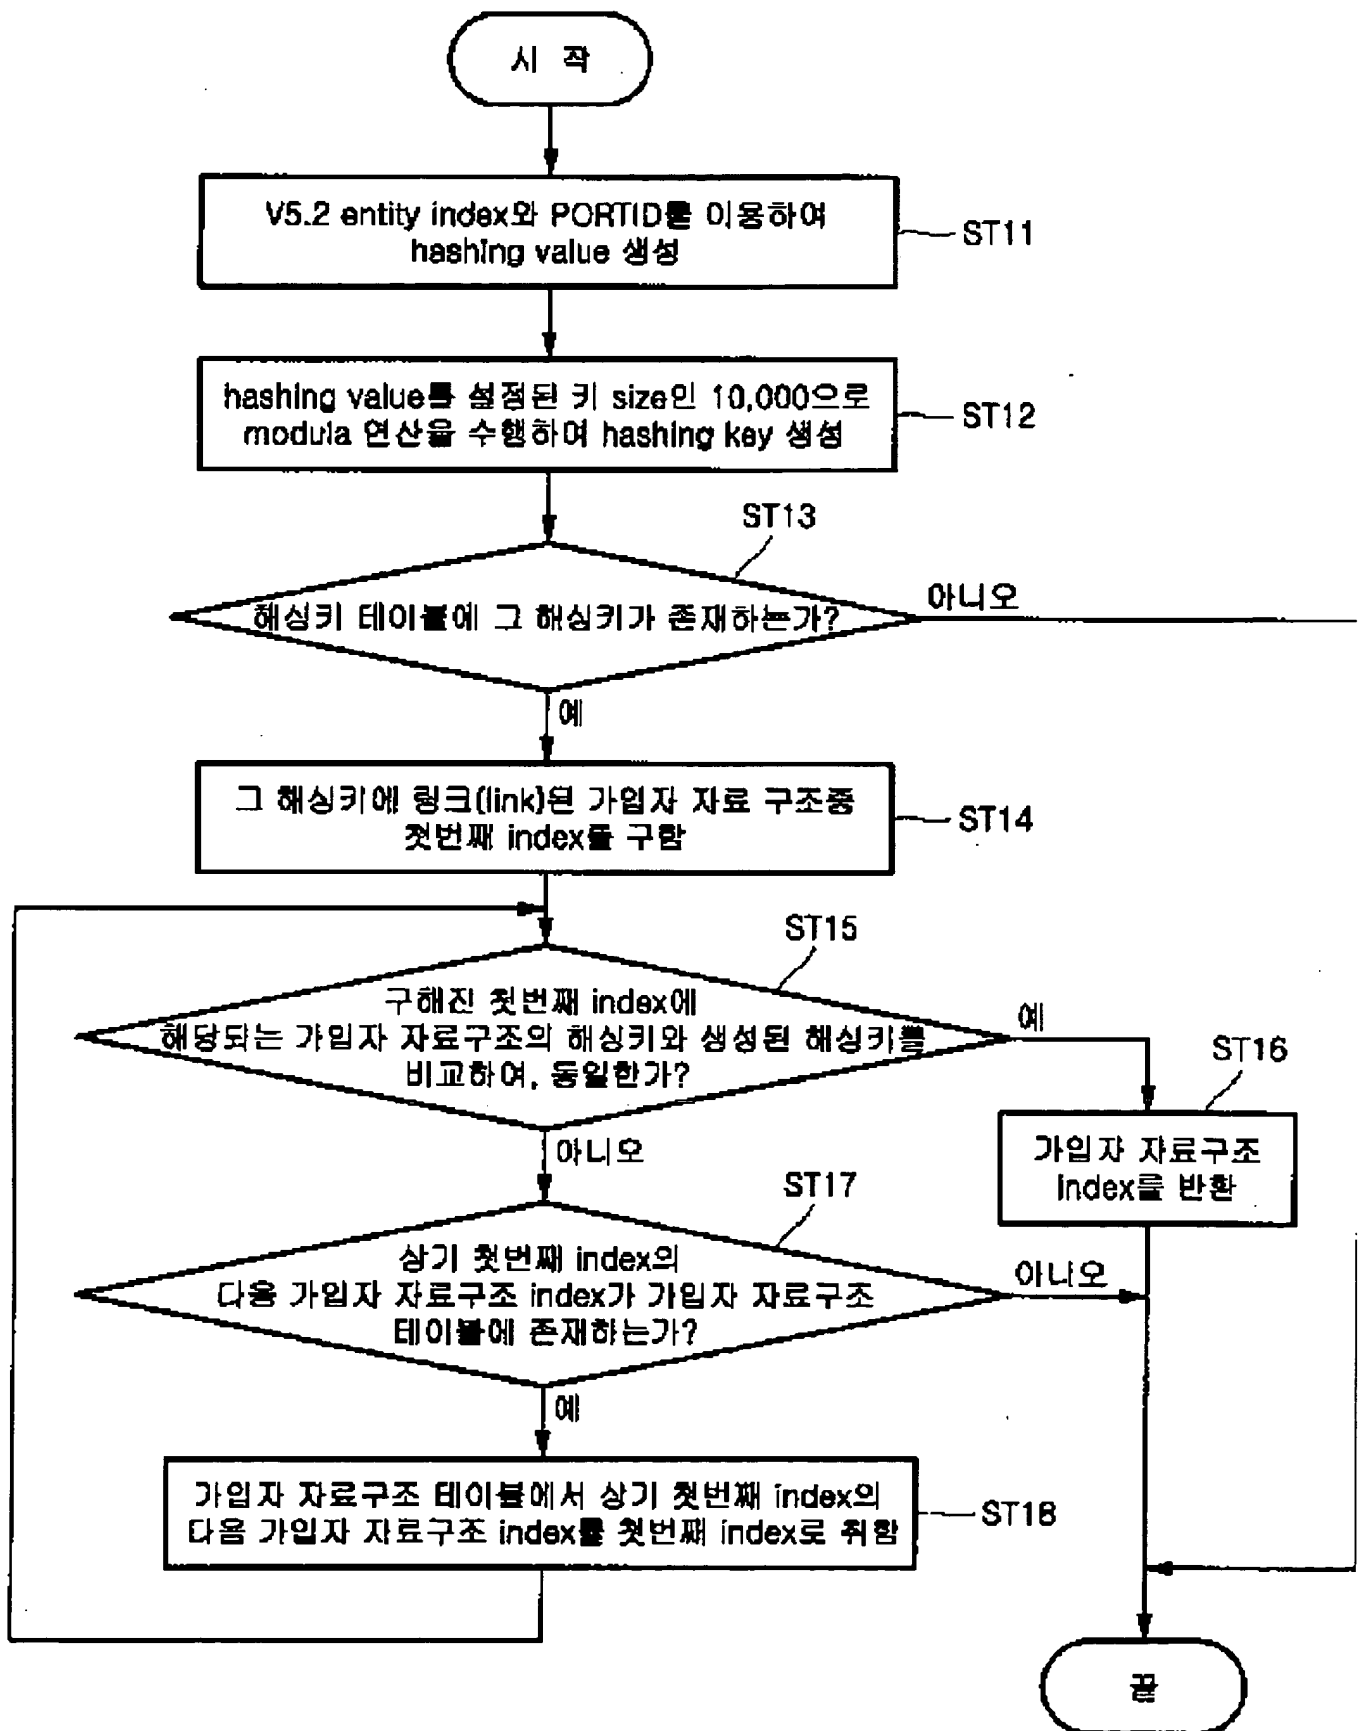 시 작
V5.2 entity index와 PORTID를 이용하여
hashing value 생성
ST11
hashing value를 설정된 키 size인 10,000으로
modula 연산을 수행하여 hashing key 생성
ST12
ST13
해싱키 테이블에 그 해싱키가 존재하는가?
아니오
예
그 해싱키에 링크(link)된 가입자 자료 구조중
첫번째 index를 구함
ST14
ST15
구해진 첫번째 index에
해당되는 가입자 자료구조의 해싱키와 생성된 해싱키를
비교하여, 동일한가?
예
ST16
가입자 자료구조
index를 반환
아니오
ST17
상기 첫번째 index의
다음 가입자 자료구조 index가 가입자 자료구조
테이블에 존재하는가?
아니오
예
가입자 자료구조 테이블에서 상기 첫번째 index의
다음 가입자 자료구조 index를 첫번째 index로 취함
ST18
끝